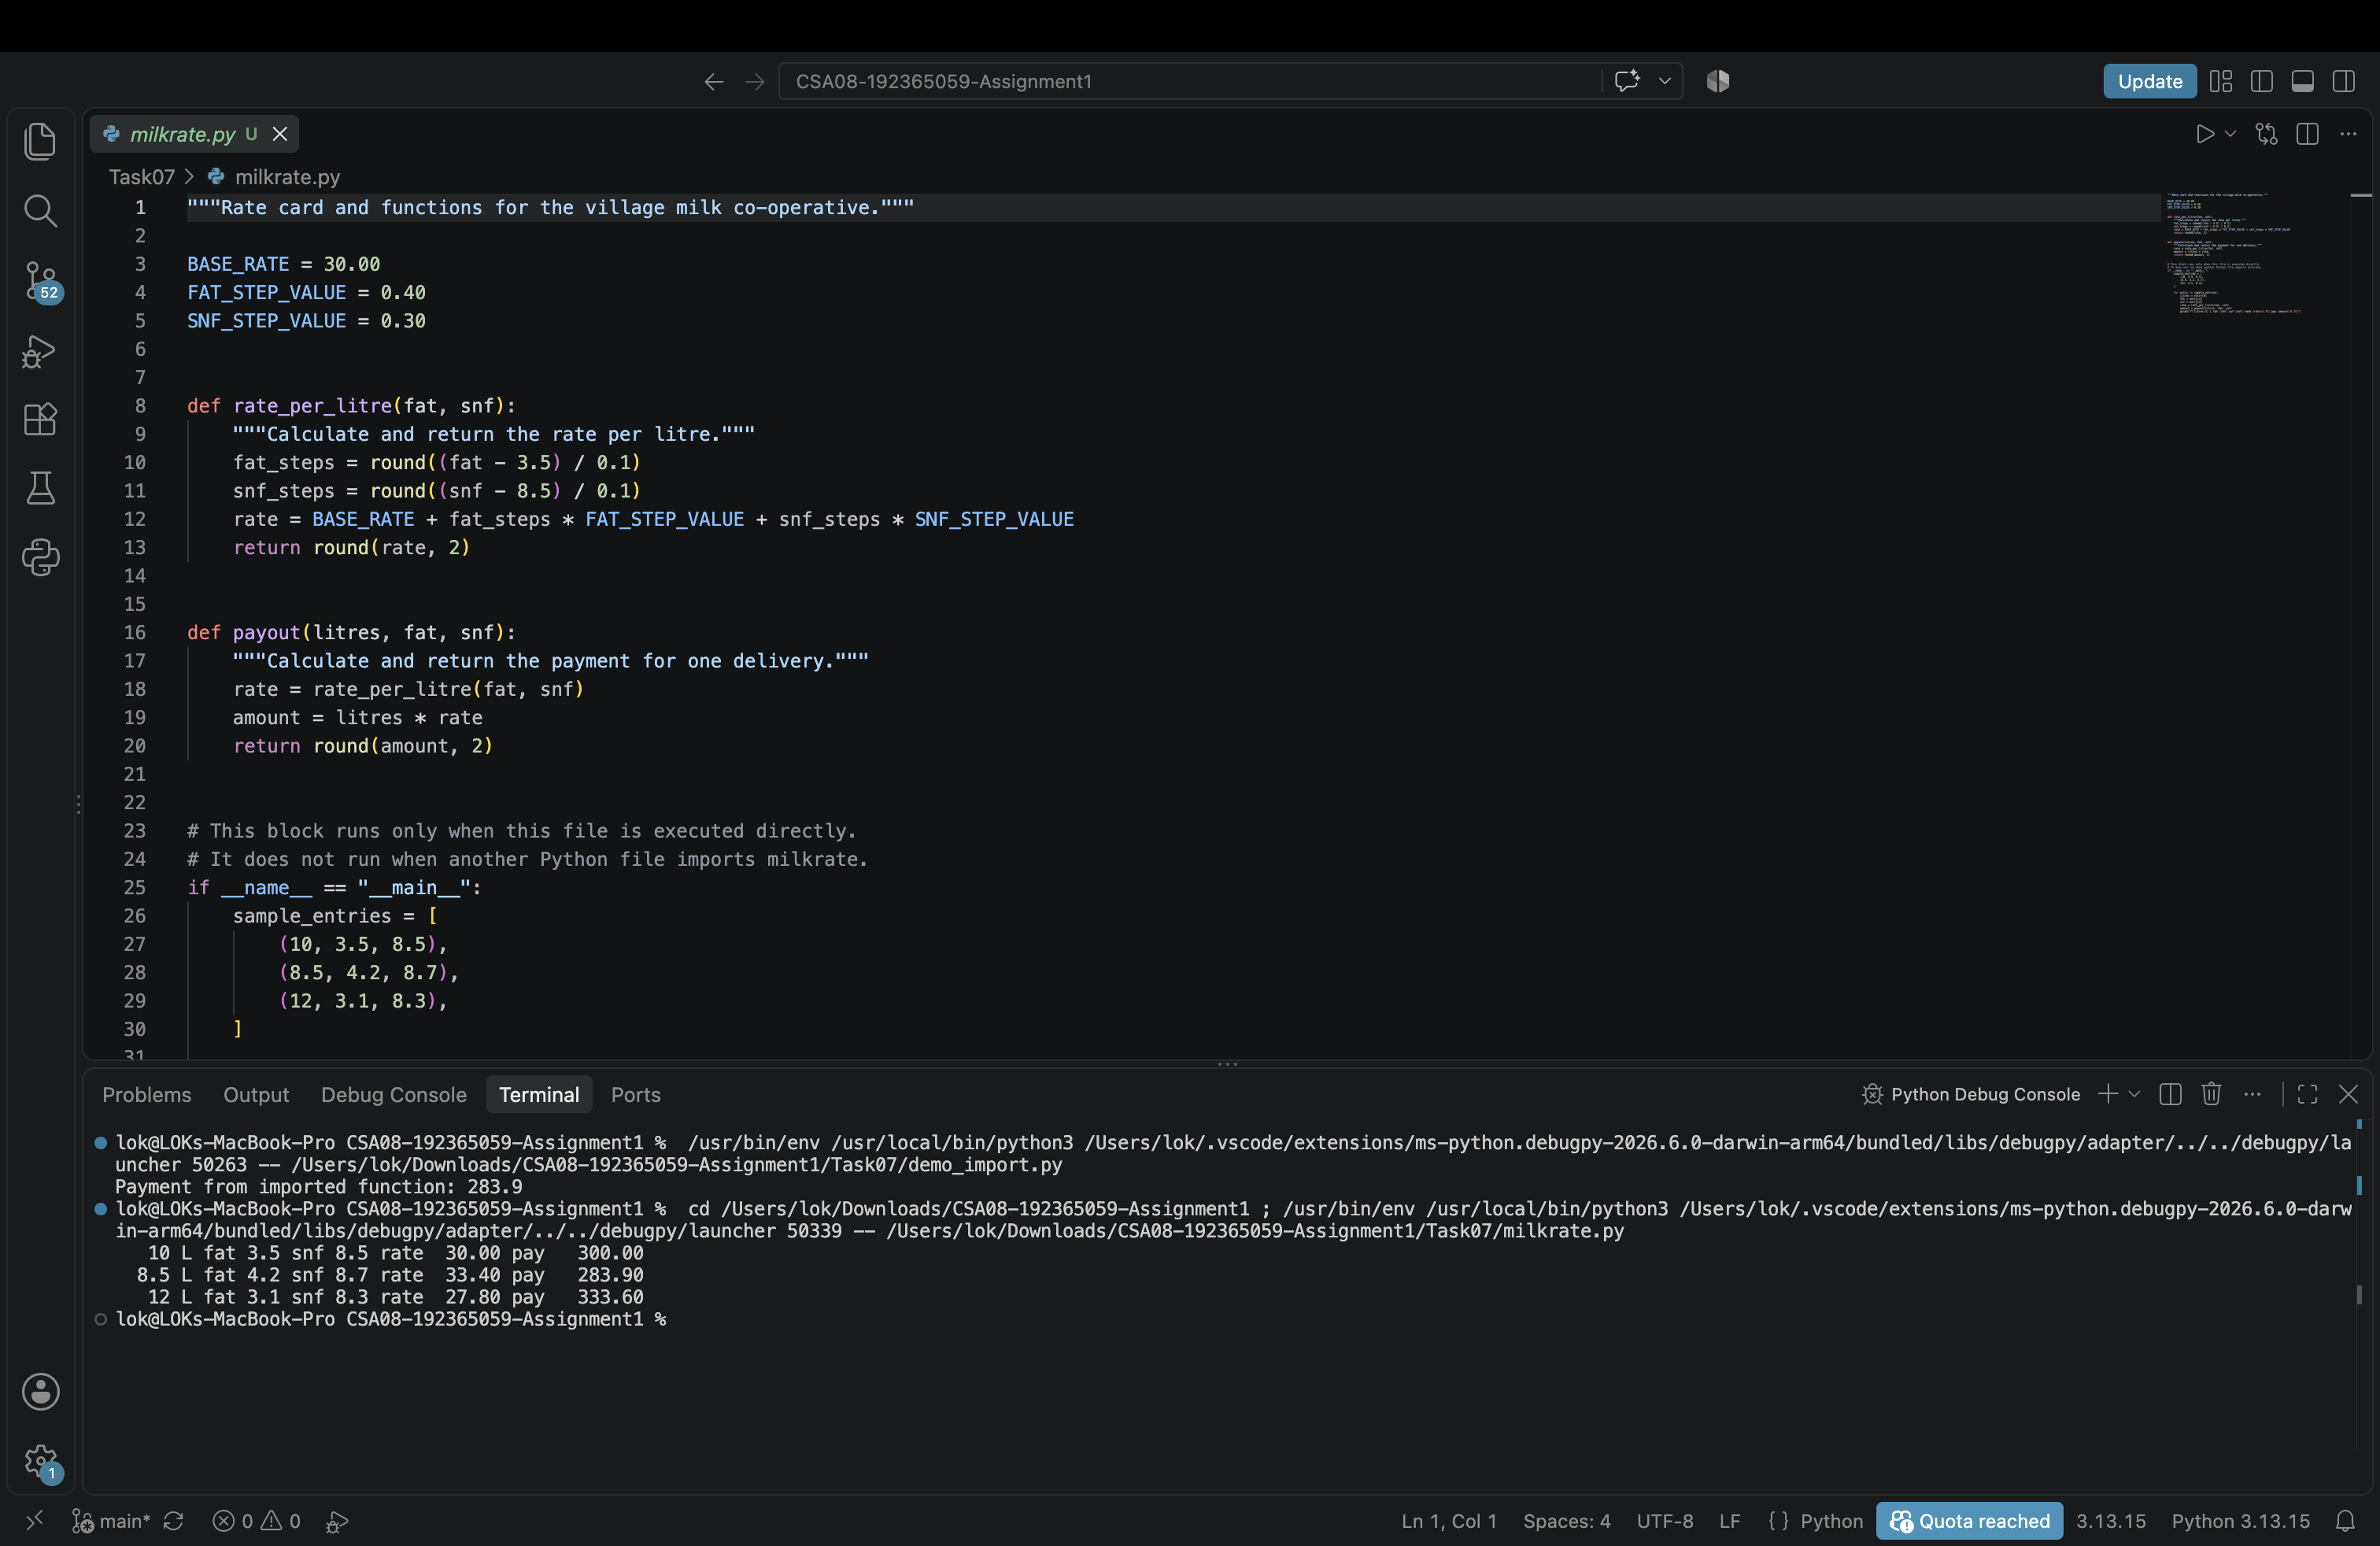 CSA08-192365059-Assignment1
Update
milkrate.py U
Task07 > milkrate.py
1 """Rate card and functions for the village milk co-operative."""
2
3 BASE_RATE = 30.00
4 FAT_STEP_VALUE = 0.40
5 SNF_STEP_VALUE = 0.30
6
7
8 def rate_per_litre(fat, snf):
9     """Calculate and return the rate per litre."""
10     fat_steps = round((fat - 3.5) / 0.1)
11     snf_steps = round((snf - 8.5) / 0.1)
12     rate = BASE_RATE + fat_steps * FAT_STEP_VALUE + snf_steps * SNF_STEP_VALUE
13     return round(rate, 2)
14
15
16 def payout(litres, fat, snf):
17     """Calculate and return the payment for one delivery."""
18     rate = rate_per_litre(fat, snf)
19     amount = litres * rate
20     return round(amount, 2)
21
22
23 # This block runs only when this file is executed directly.
24 # It does not run when another Python file imports milkrate.
25 if __name__ == "__main__":
26     sample_entries = [
27         (10, 3.5, 8.5),
28         (8.5, 4.2, 8.7),
29         (12, 3.1, 8.3),
30     ]
31
52
Problems Output Debug Console Terminal Ports Python Debug Console
lok@LOKs-MacBook-Pro CSA08-192365059-Assignment1 %  /usr/bin/env /usr/local/bin/python3 /Users/lok/.vscode/extensions/ms-python.debugpy-2026.6.0-darwin-arm64/bundled/libs/debugpy/adapter/../../debugpy/la
uncher 50263 -- /Users/lok/Downloads/CSA08-192365059-Assignment1/Task07/demo_import.py
Payment from imported function: 283.9
lok@LOKs-MacBook-Pro CSA08-192365059-Assignment1 %  cd /Users/lok/Downloads/CSA08-192365059-Assignment1 ; /usr/bin/env /usr/local/bin/python3 /Users/lok/.vscode/extensions/ms-python.debugpy-2026.6.0-darw
in-arm64/bundled/libs/debugpy/adapter/../../debugpy/launcher 50339 -- /Users/lok/Downloads/CSA08-192365059-Assignment1/Task07/milkrate.py
   10 L fat 3.5 snf 8.5 rate  30.00 pay   300.00
  8.5 L fat 4.2 snf 8.7 rate  33.40 pay   283.90
   12 L fat 3.1 snf 8.3 rate  27.80 pay   333.60
lok@LOKs-MacBook-Pro CSA08-192365059-Assignment1 %
1
main* 0 0 Ln 1, Col 1 Spaces: 4 UTF-8 LF {} Python Quota reached 3.13.15 Python 3.13.15